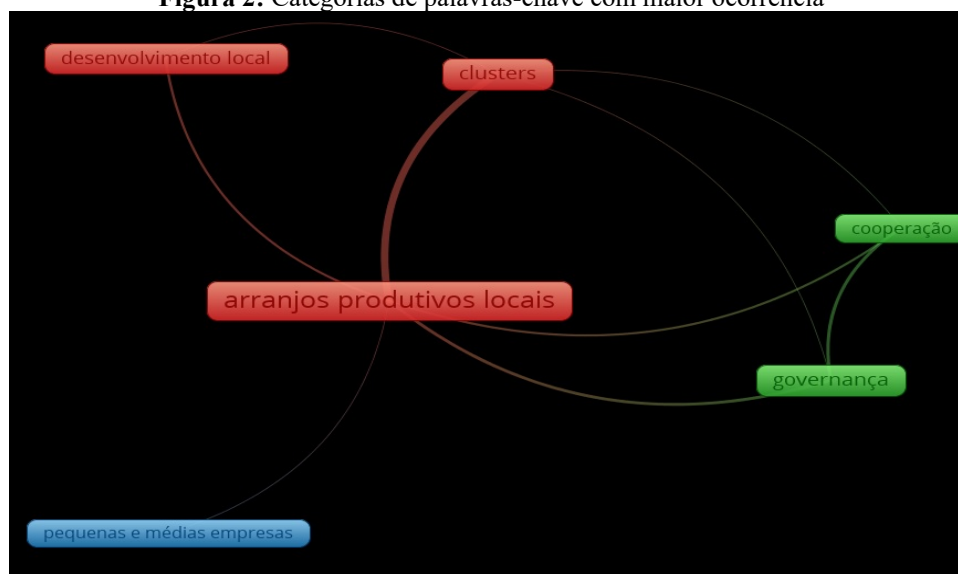 Figura 2: Categorias de palavras-chave com maior ocorrência
desenvolvimento local
clusters
cooperação
arranjos produtivos locais
governança
pequenas e médias empresas